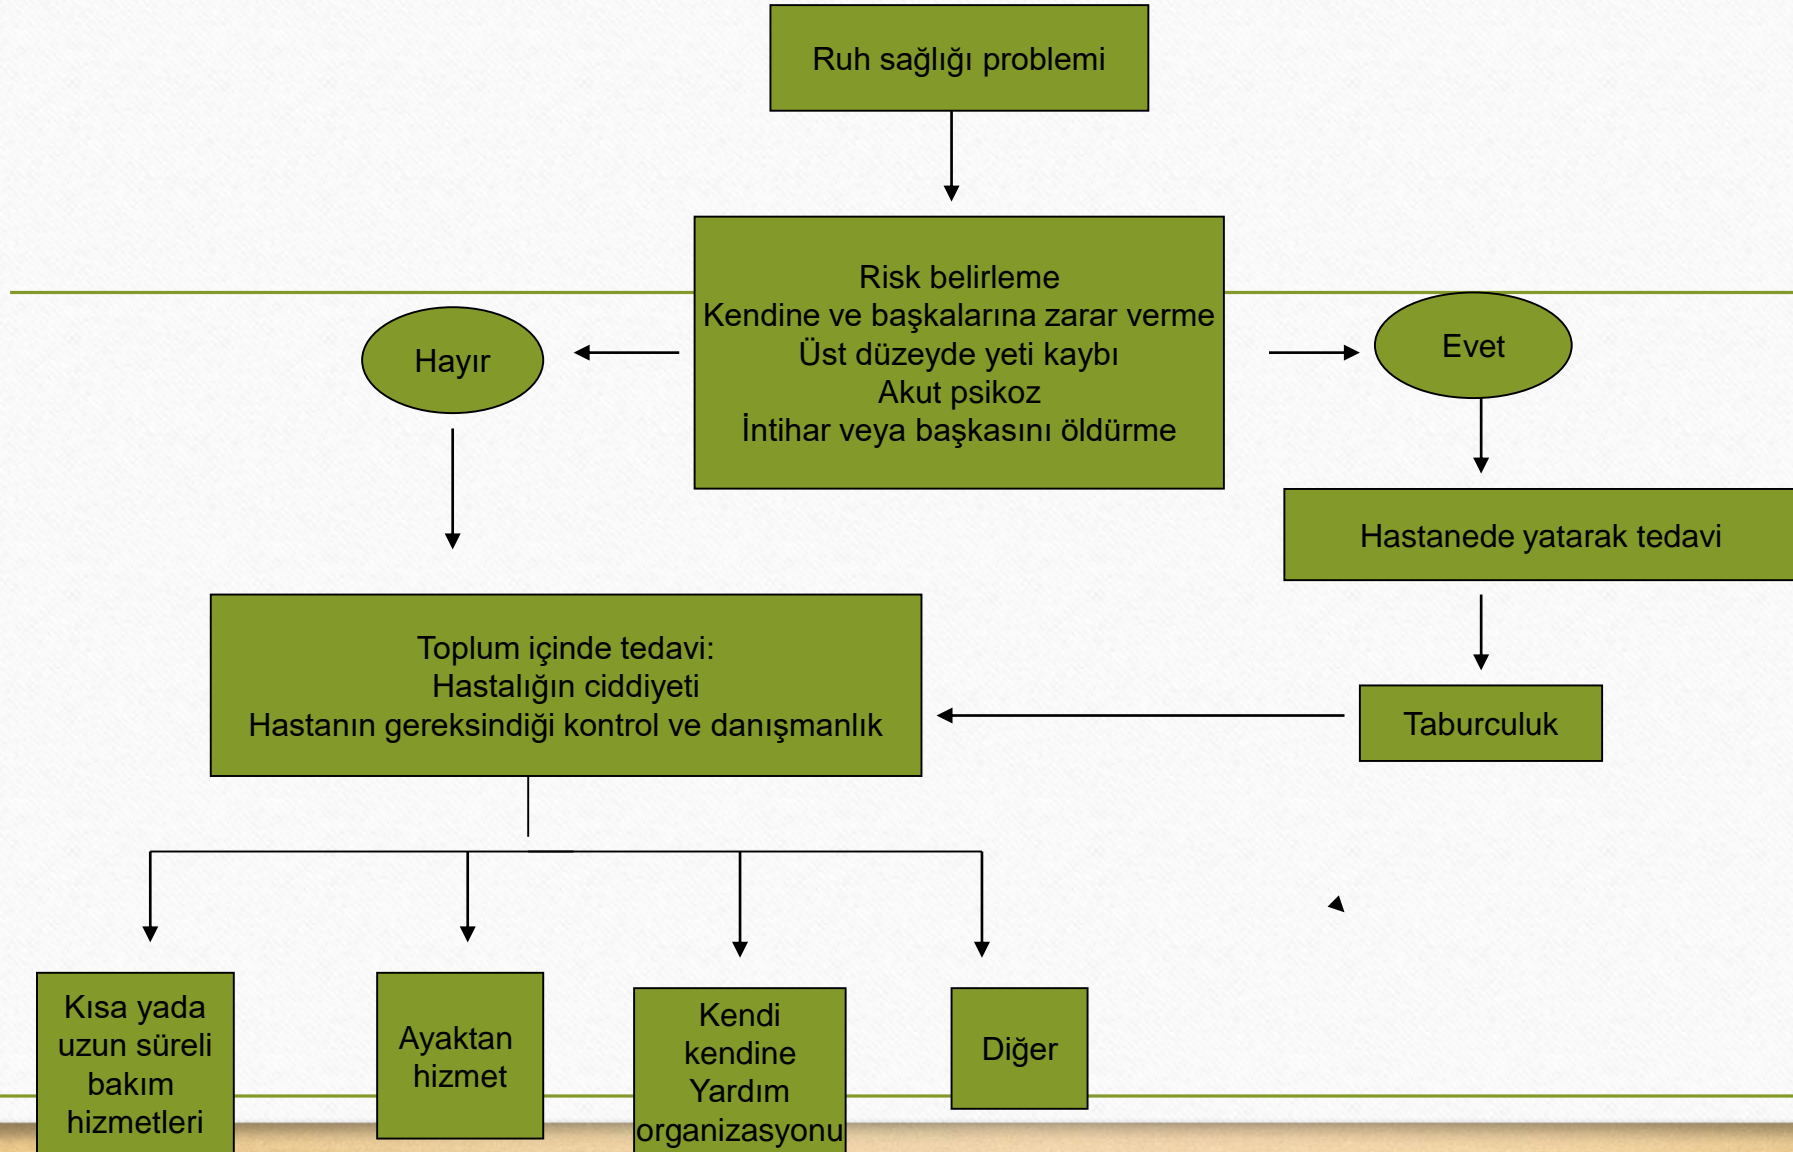 Ruh sağlığı problemi
Risk belirleme
Kendine ve başkalarına zarar verme
Üst düzeyde yeti kaybı
Akut psikoz
İntihar veya başkasını öldürme
Hayır
Evet
Hastanede yatarak tedavi
Toplum içinde tedavi:
Hastalığın ciddiyeti
Hastanın gereksindiği kontrol ve danışmanlık
Taburculuk
Kısa yada
uzun süreli
bakım
hizmetleri
Ayaktan
hizmet
Kendi
kendine
Yardım
organizasyonu
Diğer